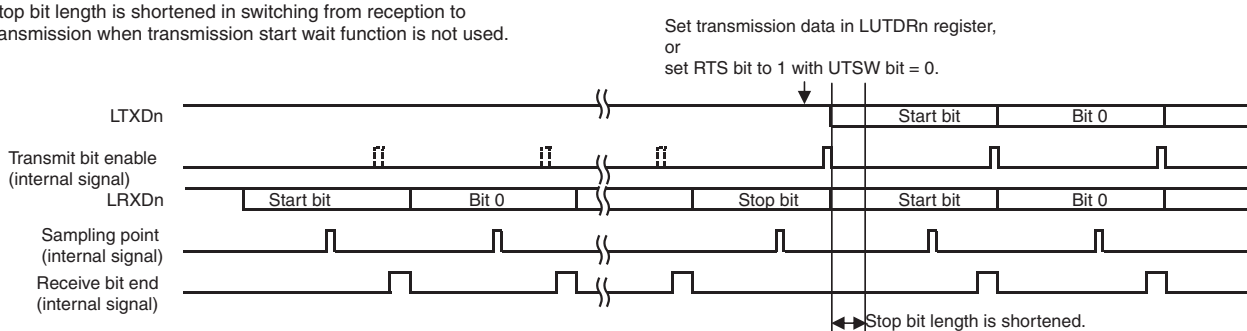 top bit length is shortened in switching from reception to
ansmission when transmission start wait function is not used.
Set transmission data in LUTDRn register,
or
set RTS bit to 1 with UTSW bit = 0.
LTXDn
Start bit
Bit 0
Transmit bit enable
(internal signal)
LRXDn
Start bit
Bit 0
Stop bit
Start bit
Bit 0
Sampling point
(internal signal)
Receive bit end
(internal signal)
Stop bit length is shortened.